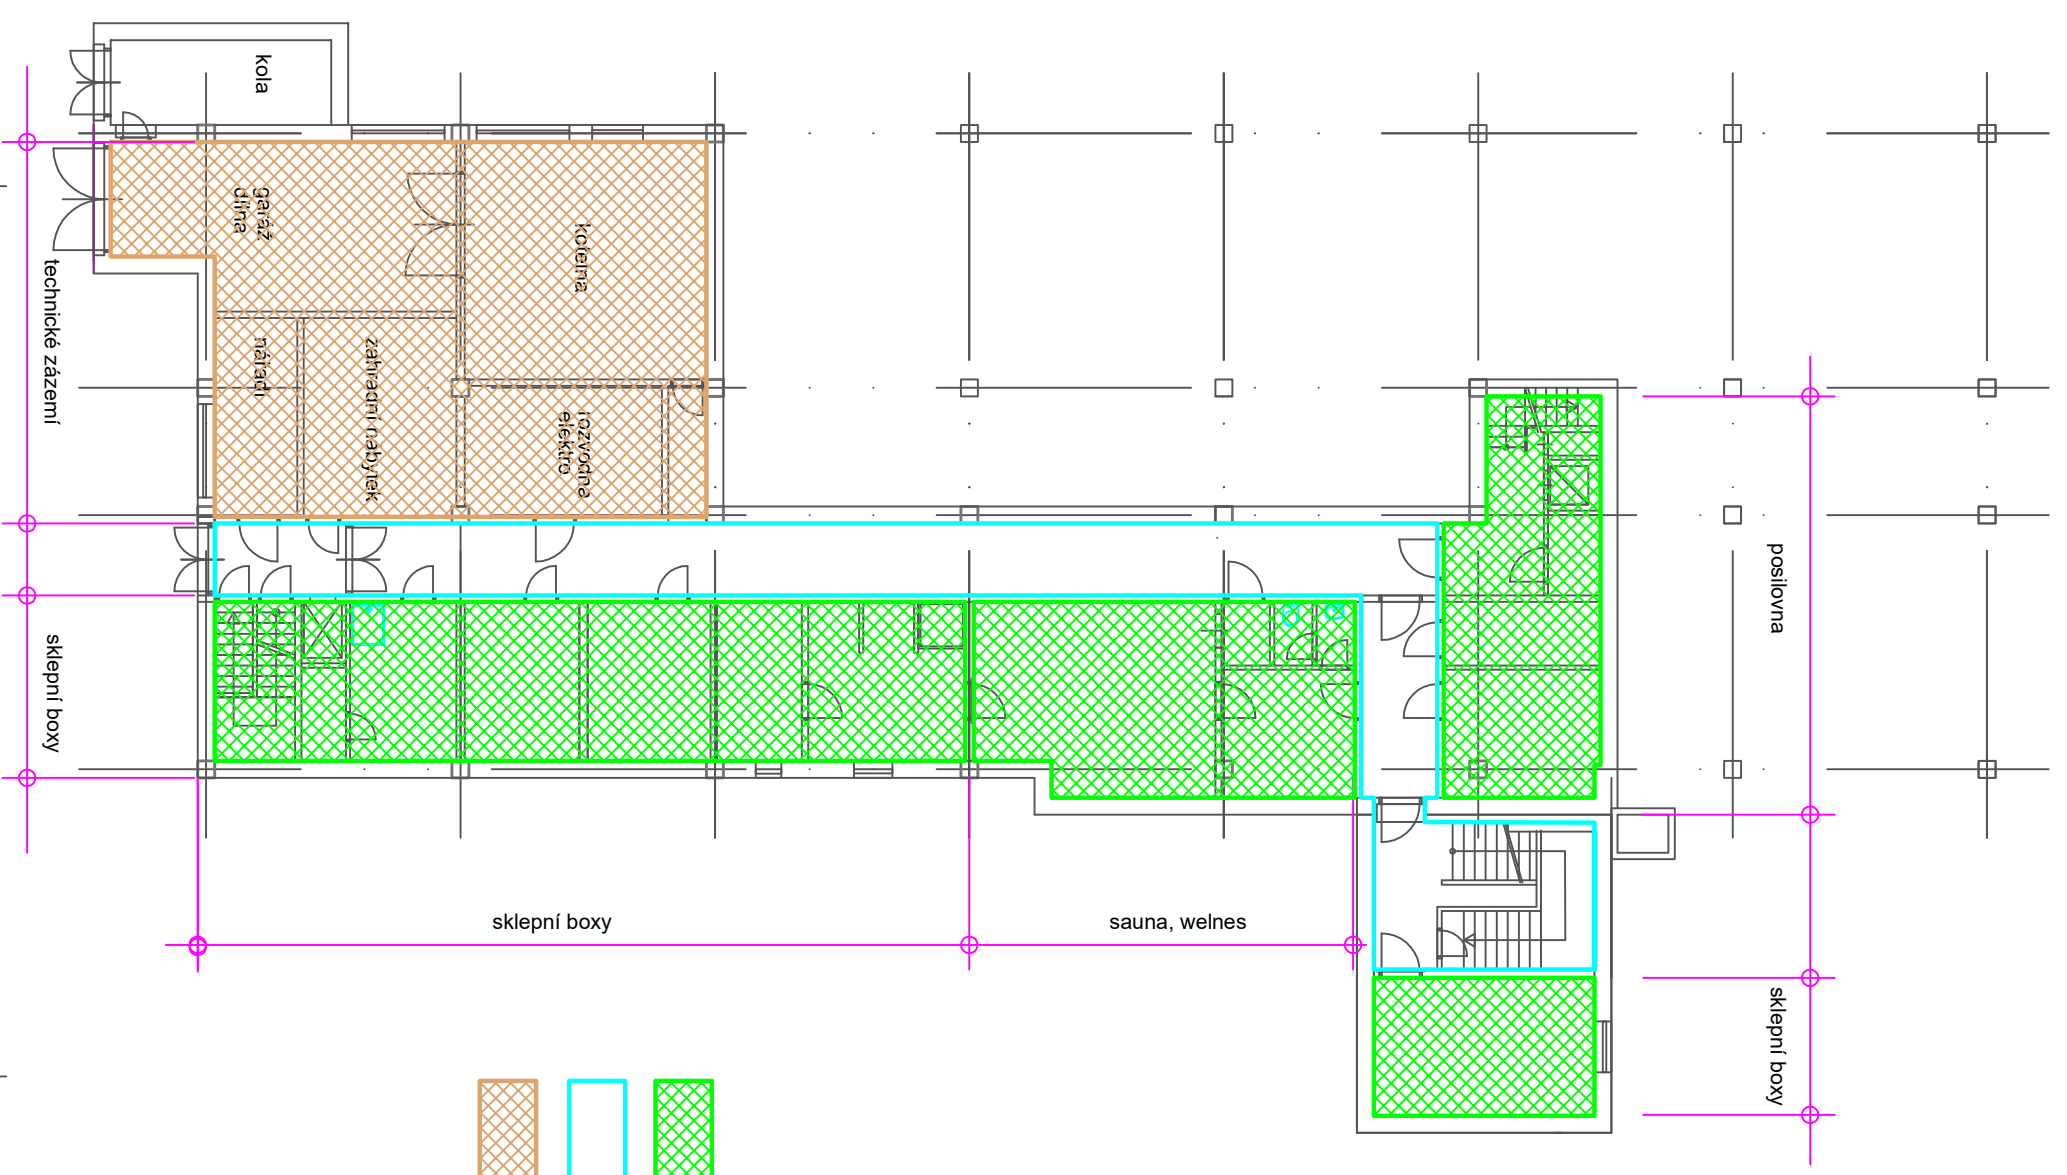 kola
garáž
dílna
kotelna
technické zázemí
nářadí
zahradní nábytek
rozvodna
elektro
posilovna
sklepní boxy
sklepní boxy
sauna, welnes
sklepní boxy